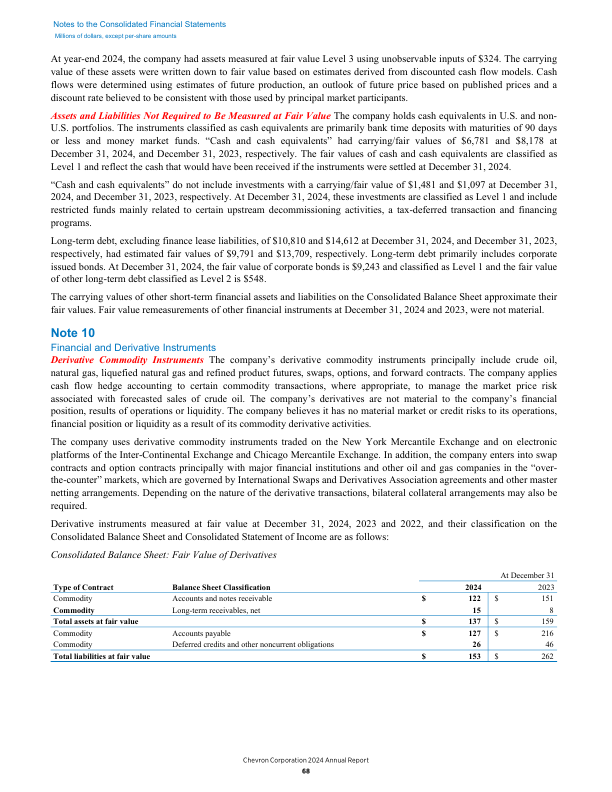 Notes to the Consolidated Financial Statements
Millions of dollars, except per-share amounts
At year-end 2024, the company had assets measured at fair value Level 3 using unobservable inputs of $324. The carrying
value of these assets were written down to fair value based on estimates derived from discounted cash flow models. Cash
flows were determined using estimates of future production, an outlook of future price based on published prices and a
discount rate believed to be consistent with those used by principal market participants.
Assets and Liabilities Not Required to Be Measured at Fair Value The company holds cash equivalents in U.S. and non-
U.S. portfolios. The instruments classified as cash equivalents are primarily bank time deposits with maturities of 90 days
or less and money market funds. “Cash and cash equivalents” had carrying/fair values of $6,781 and $8,178 at
December 31, 2024, and December 31, 2023, respectively. The fair values of cash and cash equivalents are classified as
Level 1 and reflect the cash that would have been received if the instruments were settled at December 31, 2024.
“Cash and cash equivalents” do not include investments with a carrying/fair value of $1,481 and $1,097 at December 31,
2024, and December 31, 2023, respectively. At December 31, 2024, these investments are classified as Level 1 and include
restricted funds mainly related to certain upstream decommissioning activities, a tax-deferred transaction and financing
programs.
Long-term debt, excluding finance lease liabilities, of $10,810 and $14,612 at December 31, 2024, and December 31, 2023,
respectively, had estimated fair values of $9,791 and $13,709, respectively. Long-term debt primarily includes corporate
issued bonds. At December 31, 2024, the fair value of corporate bonds is $9,243 and classified as Level 1 and the fair value
of other long-term debt classified as Level 2 is $548.
The carrying values of other short-term financial assets and liabilities on the Consolidated Balance Sheet approximate their
fair values. Fair value remeasurements of other financial instruments at December 31, 2024 and 2023, were not material.
Note 10
Financial and Derivative Instruments
Derivative Commodity Instruments The company’s derivative commodity instruments principally include crude oil,
natural gas, liquefied natural gas and refined product futures, swaps, options, and forward contracts. The company applies
cash flow hedge accounting to certain commodity transactions, where appropriate, to manage the market price risk
associated with forecasted sales of crude oil. The company’s derivatives are not material to the company’s financial
position, results of operations or liquidity. The company believes it has no material market or credit risks to its operations,
financial position or liquidity as a result of its commodity derivative activities.
The company uses derivative commodity instruments traded on the New York Mercantile Exchange and on electronic
platforms of the Inter-Continental Exchange and Chicago Mercantile Exchange. In addition, the company enters into swap
contracts and option contracts principally with major financial institutions and other oil and gas companies in the “over-
the-counter” markets, which are governed by International Swaps and Derivatives Association agreements and other master
netting arrangements. Depending on the nature of the derivative transactions, bilateral collateral arrangements may also be
required.
Derivative instruments measured at fair value at December 31, 2024, 2023 and 2022, and their classification on the
Consolidated Balance Sheet and Consolidated Statement of Income are as follows:
Consolidated Balance Sheet: Fair Value of Derivatives
At December 31
Type of Contract Balance Sheet Classification 2024 2023
Commodity Accounts and notes receivable $ 122 $ 151
Commodity Long-term receivables, net 15 8
Total assets at fair value $ 137 $ 159
Commodity Accounts payable $ 127 $ 216
Commodity Deferred credits and other noncurrent obligations 26 46
Total liabilities at fair value $ 153 $ 262
Chevron Corporation 2024 Annual Report
68